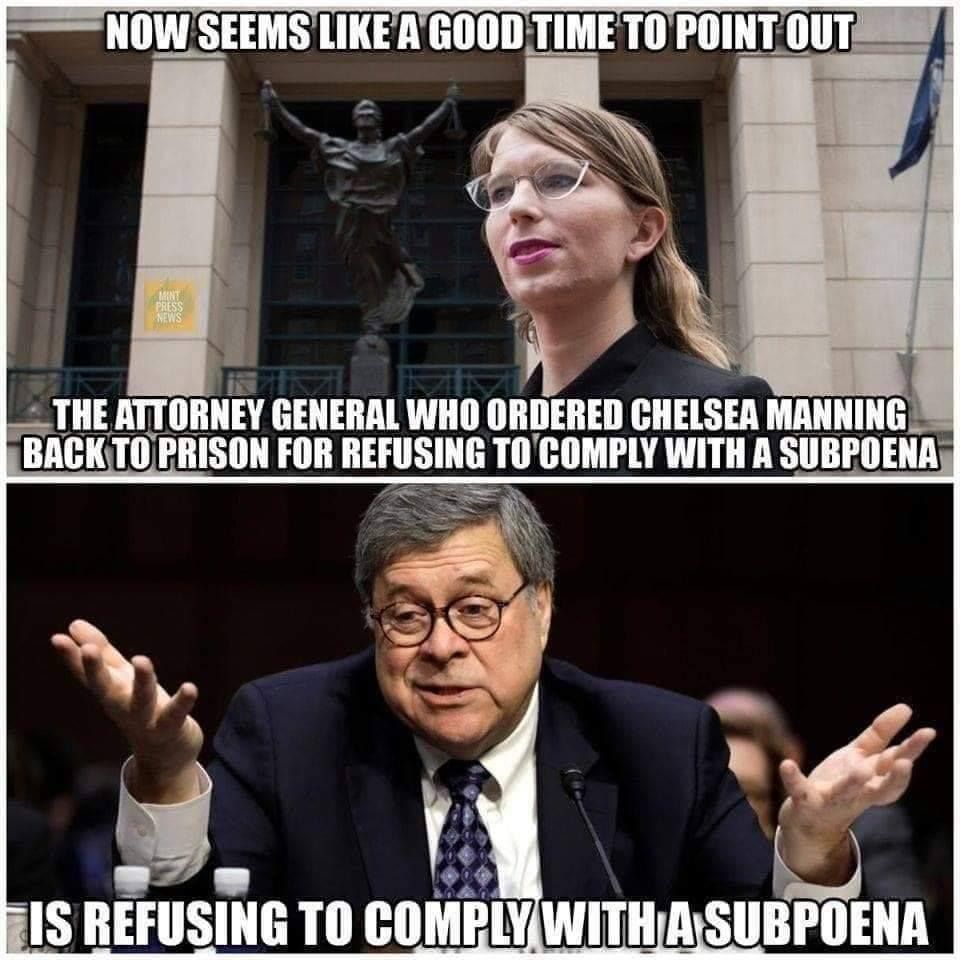 NOW SEEMS LIKE A GOOD TIME TO POINT OUT
MINT
PRESS
NEWS
THE ATTORNEY GENERAL WHO ORDERED CHELSEA MANNING
BACK TO PRISON FOR REFUSING TO COMPLY WITH A SUBPOENA
IS REFUSING TO COMPLY WITH A SUBPOENA